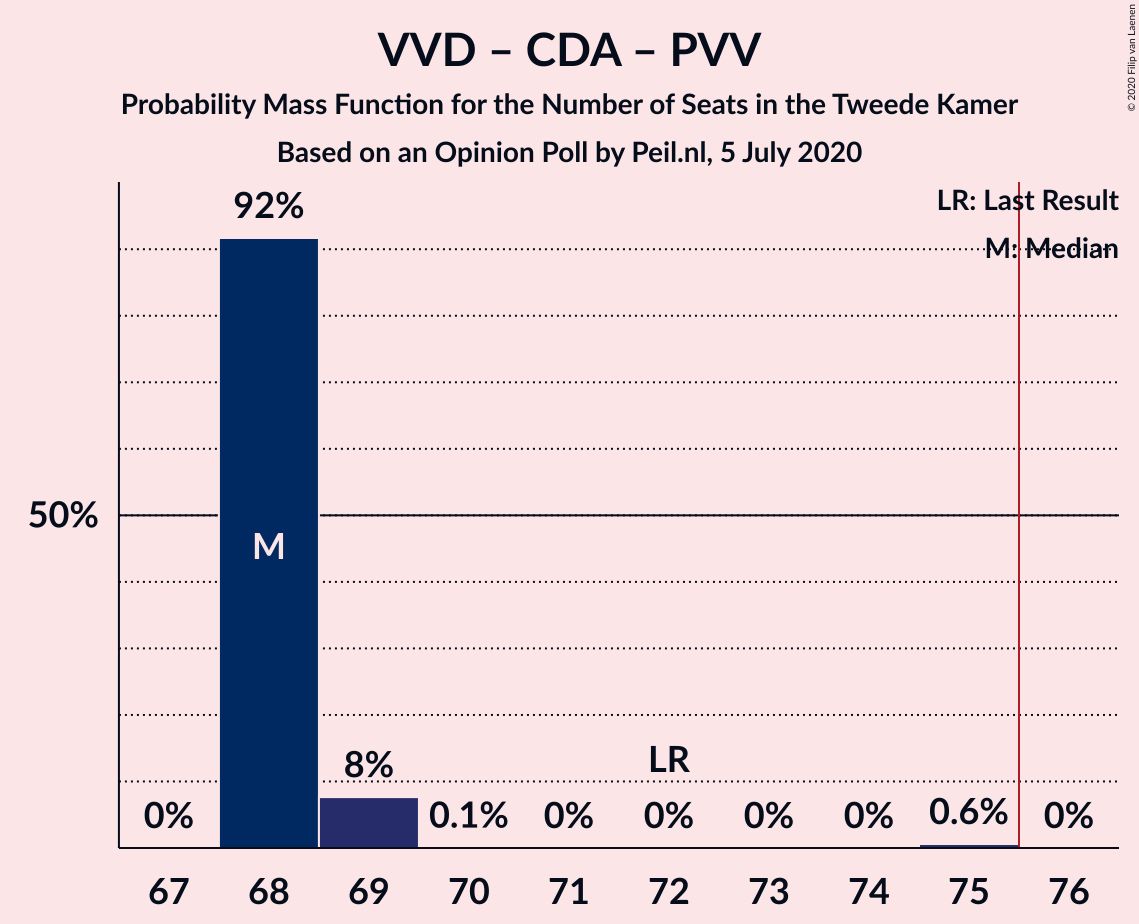 VVD – CDA – PVV
Probability Mass Function for the Number of Seats in the Tweede Kamer
Based on an Opinion Poll by Peil.nl, 5 July 2020
© 2020 Filip van Laenen
LR: Last Result
M: Median
92%
50%
M
8%
LR
0%
0.1%
0%
0%
0%
0%
0.6%
0%
67 68 69 70 71 72 73 74 75 76